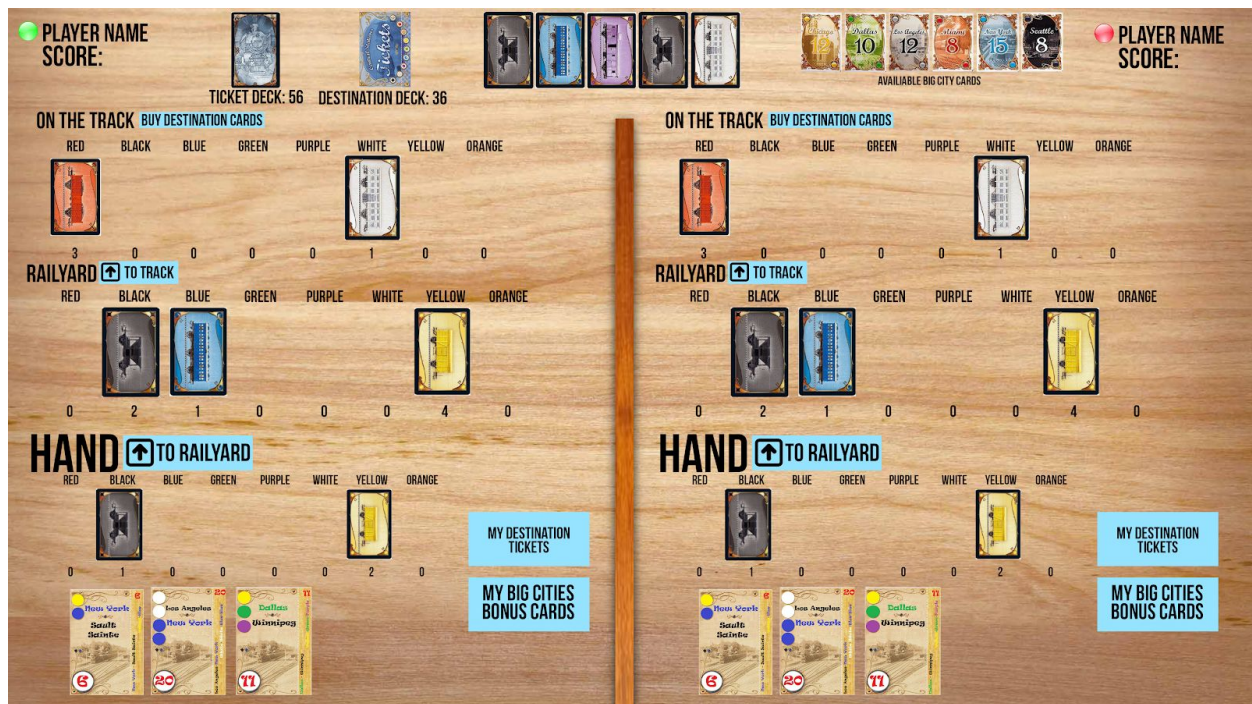 PLAYER NAME
SCORE:
TICKET DECK: 56
Tickets
DESTINATION DECK: 36
Chicago
12
Dallas
10
Los Angeles
12
Miami
8
New York
15
Seattle
8
AVAILIABLE BIG CITY CARDS
PLAYER NAME
SCORE:
ON THE TRACK BUY DESTINATION CARDS
RED BLACK BLUE GREEN PURPLE WHITE YELLOW ORANGE
3 0 0 0 0 1 0 0
RAILYARD TO TRACK
RED BLACK BLUE GREEN PURPLE WHITE YELLOW ORANGE
0 2 1 0 0 0 4 0
HAND TO RAILYARD
RED BLACK BLUE GREEN PURPLE WHITE YELLOW ORANGE
0 1 0 0 0 0 2 0
MY DESTINATION
TICKETS
MY BIG CITIES
BONUS CARDS
6
New York
Sault
Sainte
6
20
Los Angeles
New York
20
11
Dallas
Winnipeg
11
ON THE TRACK BUY DESTINATION CARDS
RED BLACK BLUE GREEN PURPLE WHITE YELLOW ORANGE
3 0 0 0 0 1 0 0
RAILYARD TO TRACK
RED BLACK BLUE GREEN PURPLE WHITE YELLOW ORANGE
0 2 1 0 0 0 4 0
HAND TO RAILYARD
RED BLACK BLUE GREEN PURPLE WHITE YELLOW ORANGE
0 1 0 0 0 0 2 0
MY DESTINATION
TICKETS
MY BIG CITIES
BONUS CARDS
6
New York
Sault
Sainte
6
20
Los Angeles
New York
20
11
Dallas
Winnipeg
11